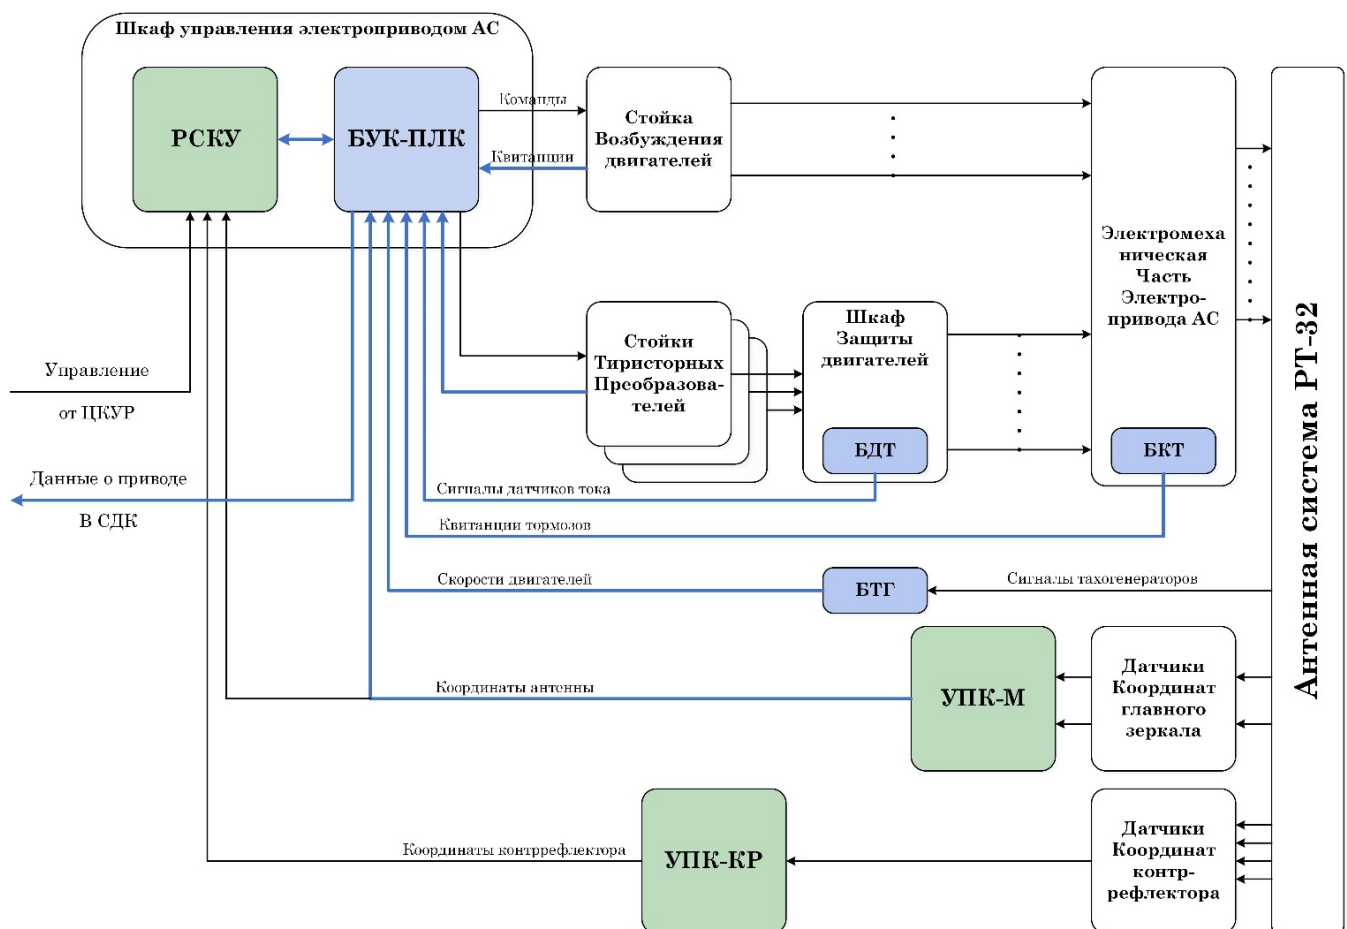 Шкаф управления электроприводом АС
РСКУ
БУК-ПЛК
Команды
Квитанции
Стойка
Возбуждения
двигателей
Электромеха
ническая
Часть
Электро-
привода АС
БКТ
Стойки
Тиристорных
Преобразова-
телей
Шкаф
Защиты
двигателей
БДТ
Управление
от ЦКУР
Данные о приводе
В СДК
Сигналы датчиков тока
Квитанции тормозов
Скорости двигателей
БТГ
Сигналы тахогенераторов
Координаты антенны
УПК-М
Датчики
Координат
главного
зеркала
Координаты контррефлектора
УПК-КР
Датчики
Координат
контр-
рефлектора
Антенная система РТ-32